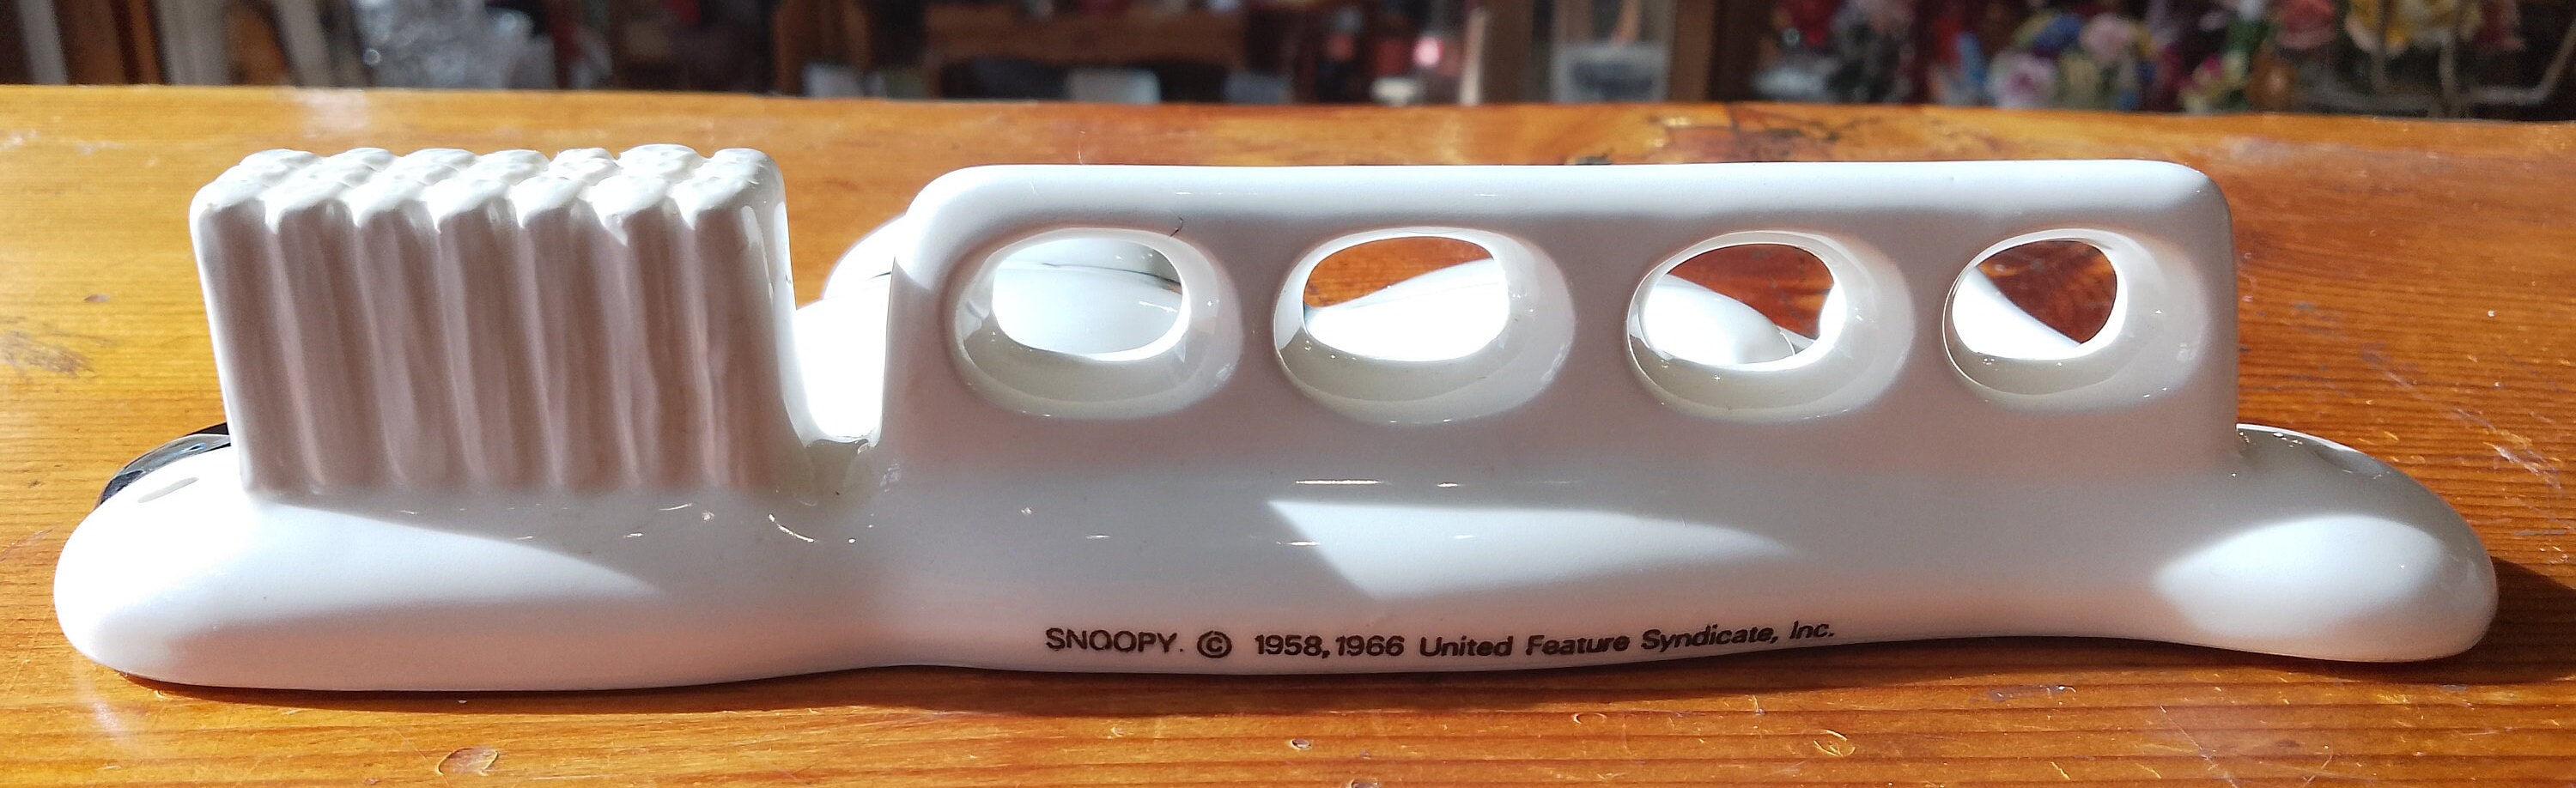 SNOOPY. © 1958,1966 United Feature Syndicate, Inc.